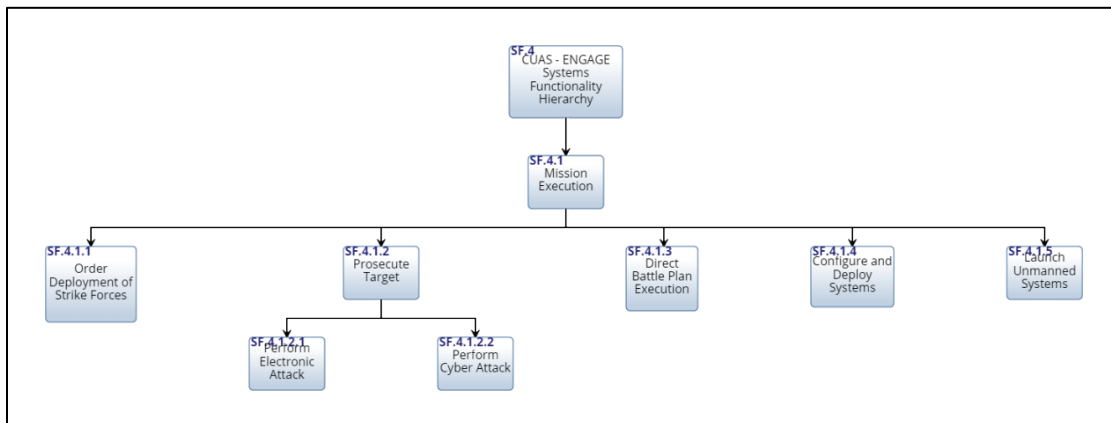 SF.4
CUAS - ENGAGE
Systems
Functionality
Hierarchy
SF.4.1
Mission
Execution
SF.4.1.1
Order
Deployment of
Strike Forces
SF.4.1.2
Prosecute
Target
SF.4.1.3
Direct
Battle Plan
Execution
SF.4.1.4
Configure and
Deploy
Systems
SF.4.1.5
Launch
Unmanned
Systems
SF.4.1.2.1
Perform
Electronic
Attack
SF.4.1.2.2
Perform
Cyber Attack